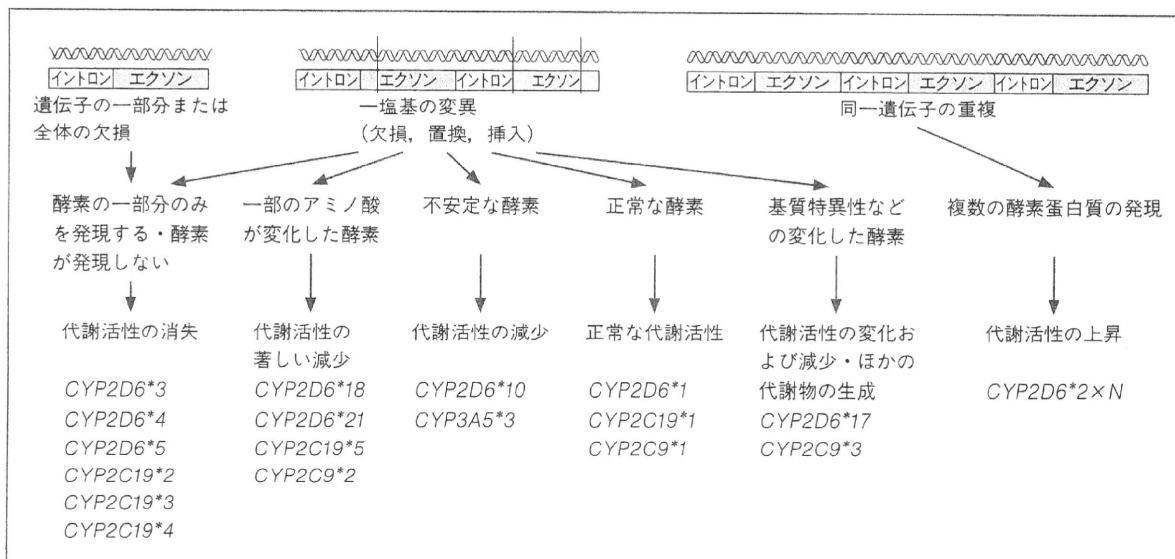 イントロン エクソン
イントロン エクソン イントロン エクソン
イントロン エクソン イントロン エクソン イントロン エクソン
遺伝子の一部分または
全体の欠損
一塩基の変異
(欠損，置換，挿入)
同一遺伝子の重複
酵素の一部分のみ
を発現する・酵素
が発現しない
一部のアミノ酸
が変化した酵素
不安定な酵素
正常な酵素
基質特異性など
の変化した酵素
複数の酵素蛋白質の発現
代謝活性の消失
CYP2D6*3
CYP2D6*4
CYP2D6*5
CYP2C19*2
CYP2C19*3
CYP2C19*4
代謝活性の
著しい減少
CYP2D6*18
CYP2D6*21
CYP2C19*5
CYP2C9*2
代謝活性の減少
CYP2D6*10
CYP3A5*3
正常な代謝活性
CYP2D6*1
CYP2C19*1
CYP2C9*1
代謝活性の変化お
よび減少・ほかの
代謝物の生成
CYP2D6*17
CYP2C9*3
代謝活性の上昇
CYP2D6*2×N